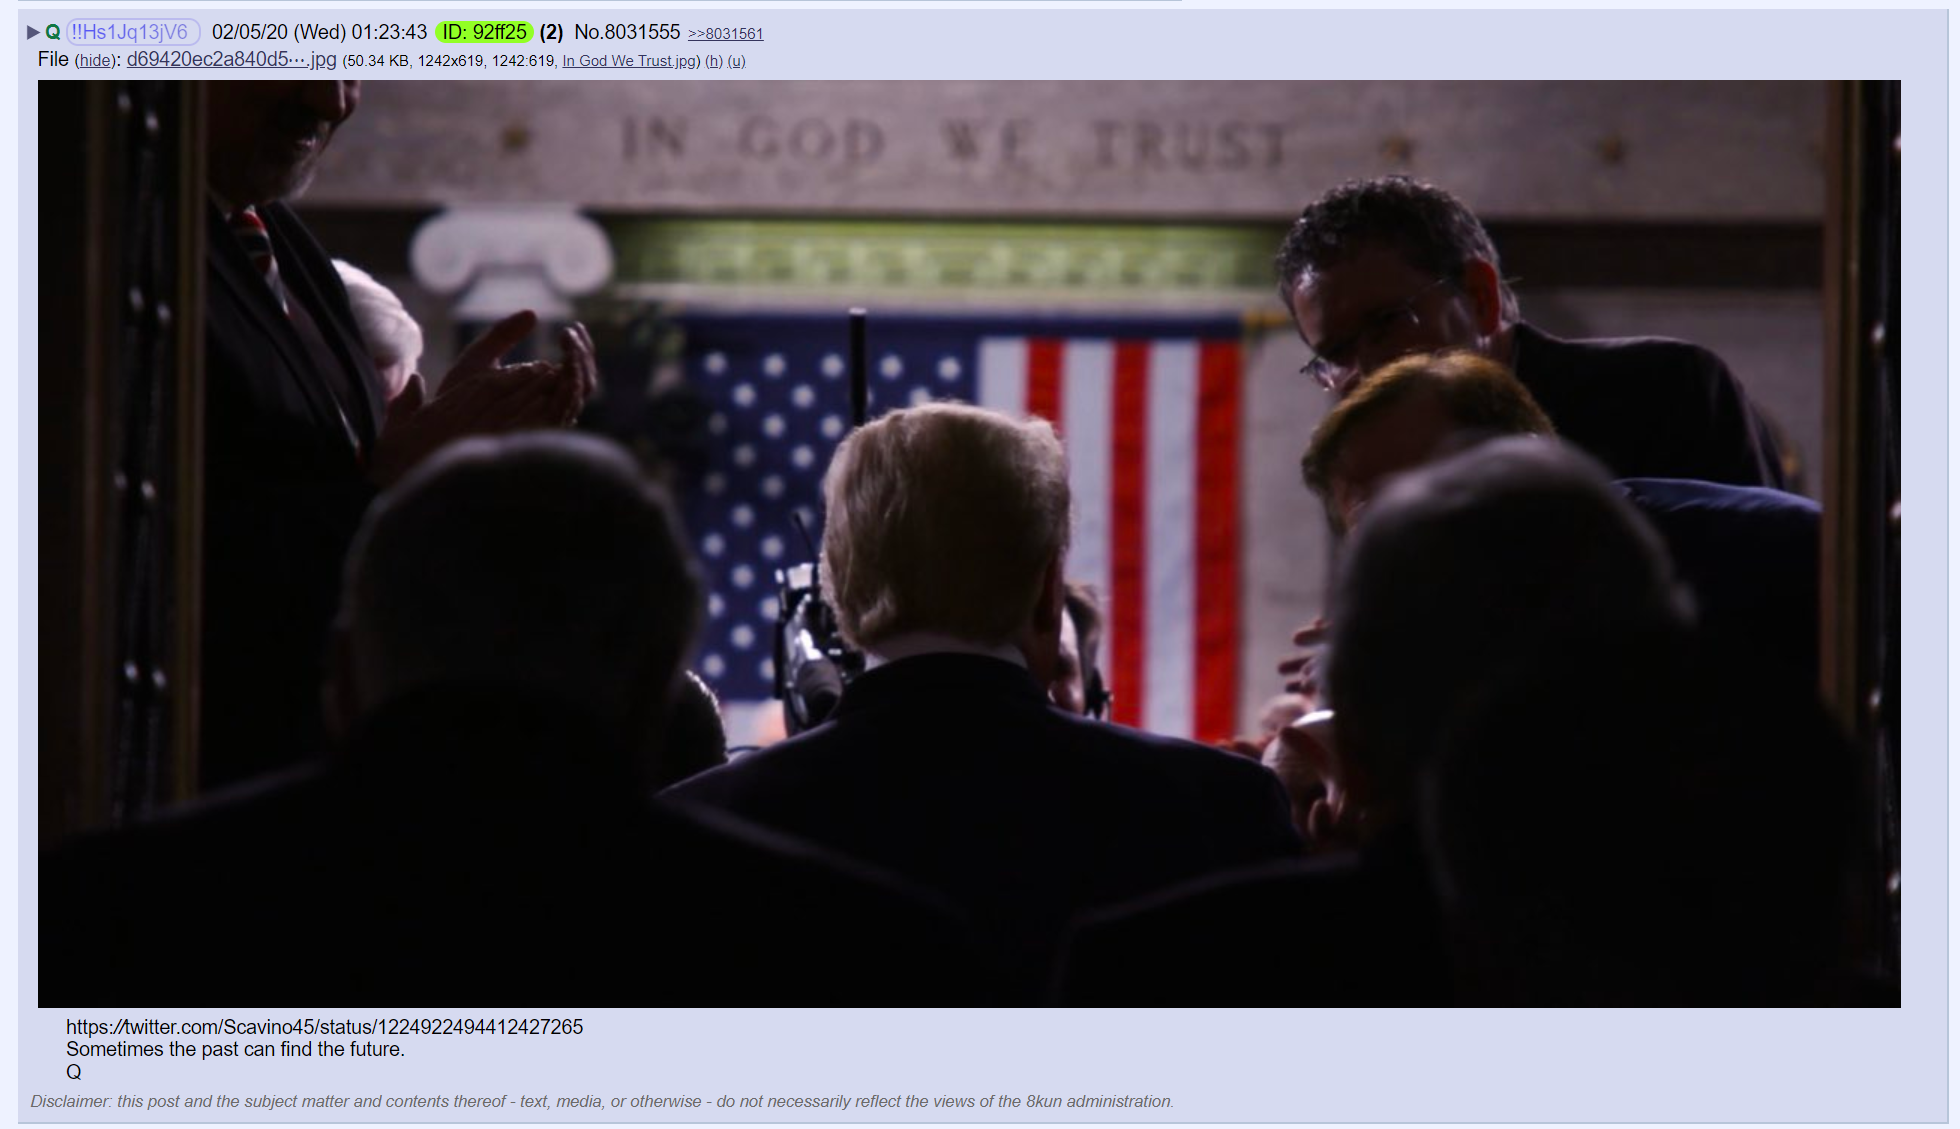 ▶ Q !!Hs1Jq13jV6 02/05/20 (Wed) 01:23:43 ID: 92ff25 (2) No.8031555 >>8031561
File (hide): d69420ec2a840d5⋯.jpg (50.34 KB, 1242x619, 1242:619, In God We Trust.jpg) (h) (u)
IN GOD WE TRUST
https://twitter.com/Scavino45/status/1224922494412427265
Sometimes the past can find the future.
Q
Disclaimer: this post and the subject matter and contents thereof - text, media, or otherwise - do not necessarily reflect the views of the 8kun administration.